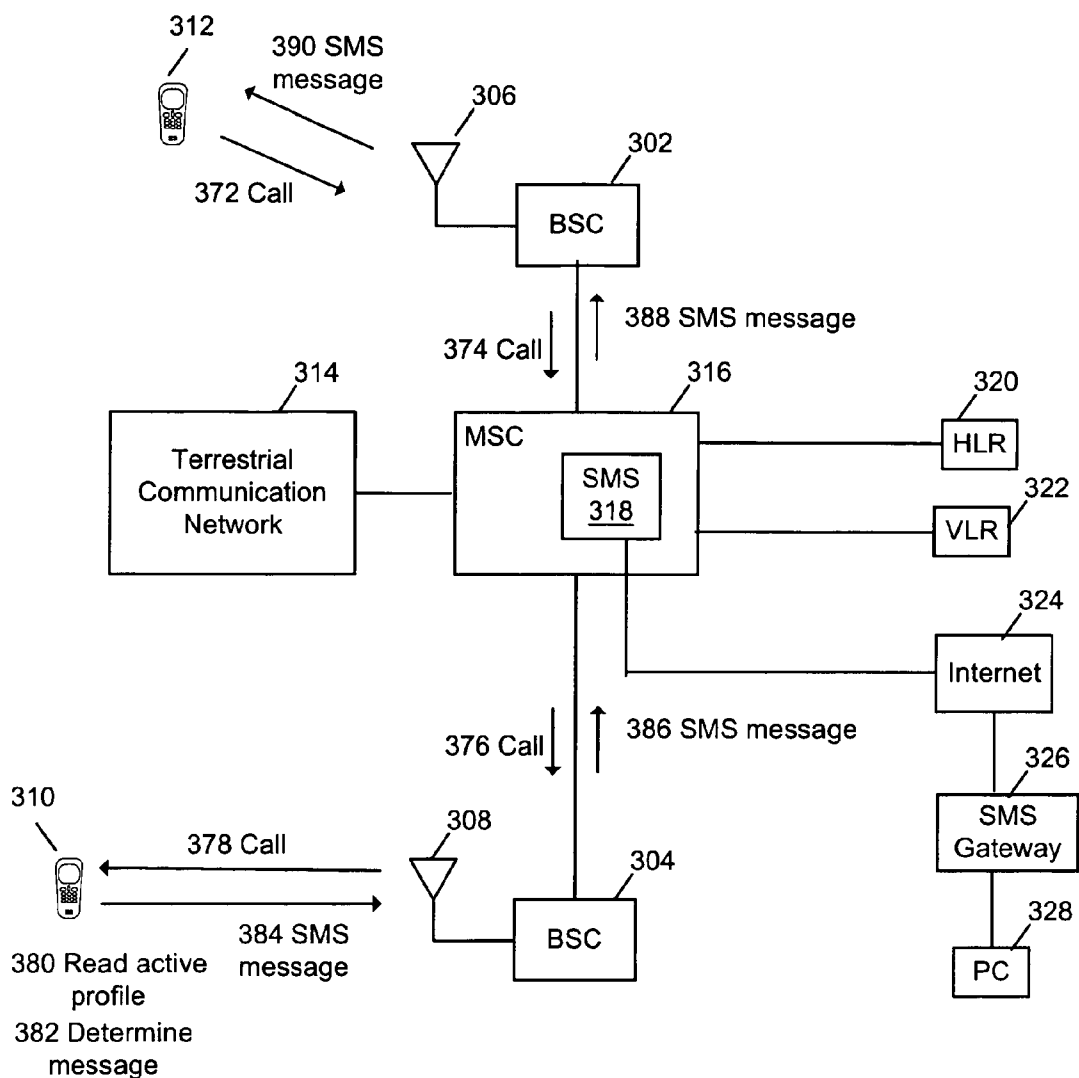 312
390 SMS
message
306
302
372 Call
BSC
374 Call
388 SMS message
314
316
320
Terrestrial
Communication
Network
MSC
SMS
318
HLR
322
VLR
324
Internet
376 Call
386 SMS message
326
SMS
Gateway
310
378 Call
308
304
384 SMS
message
BSC
328
PC
380 Read active
profile
382 Determine
message